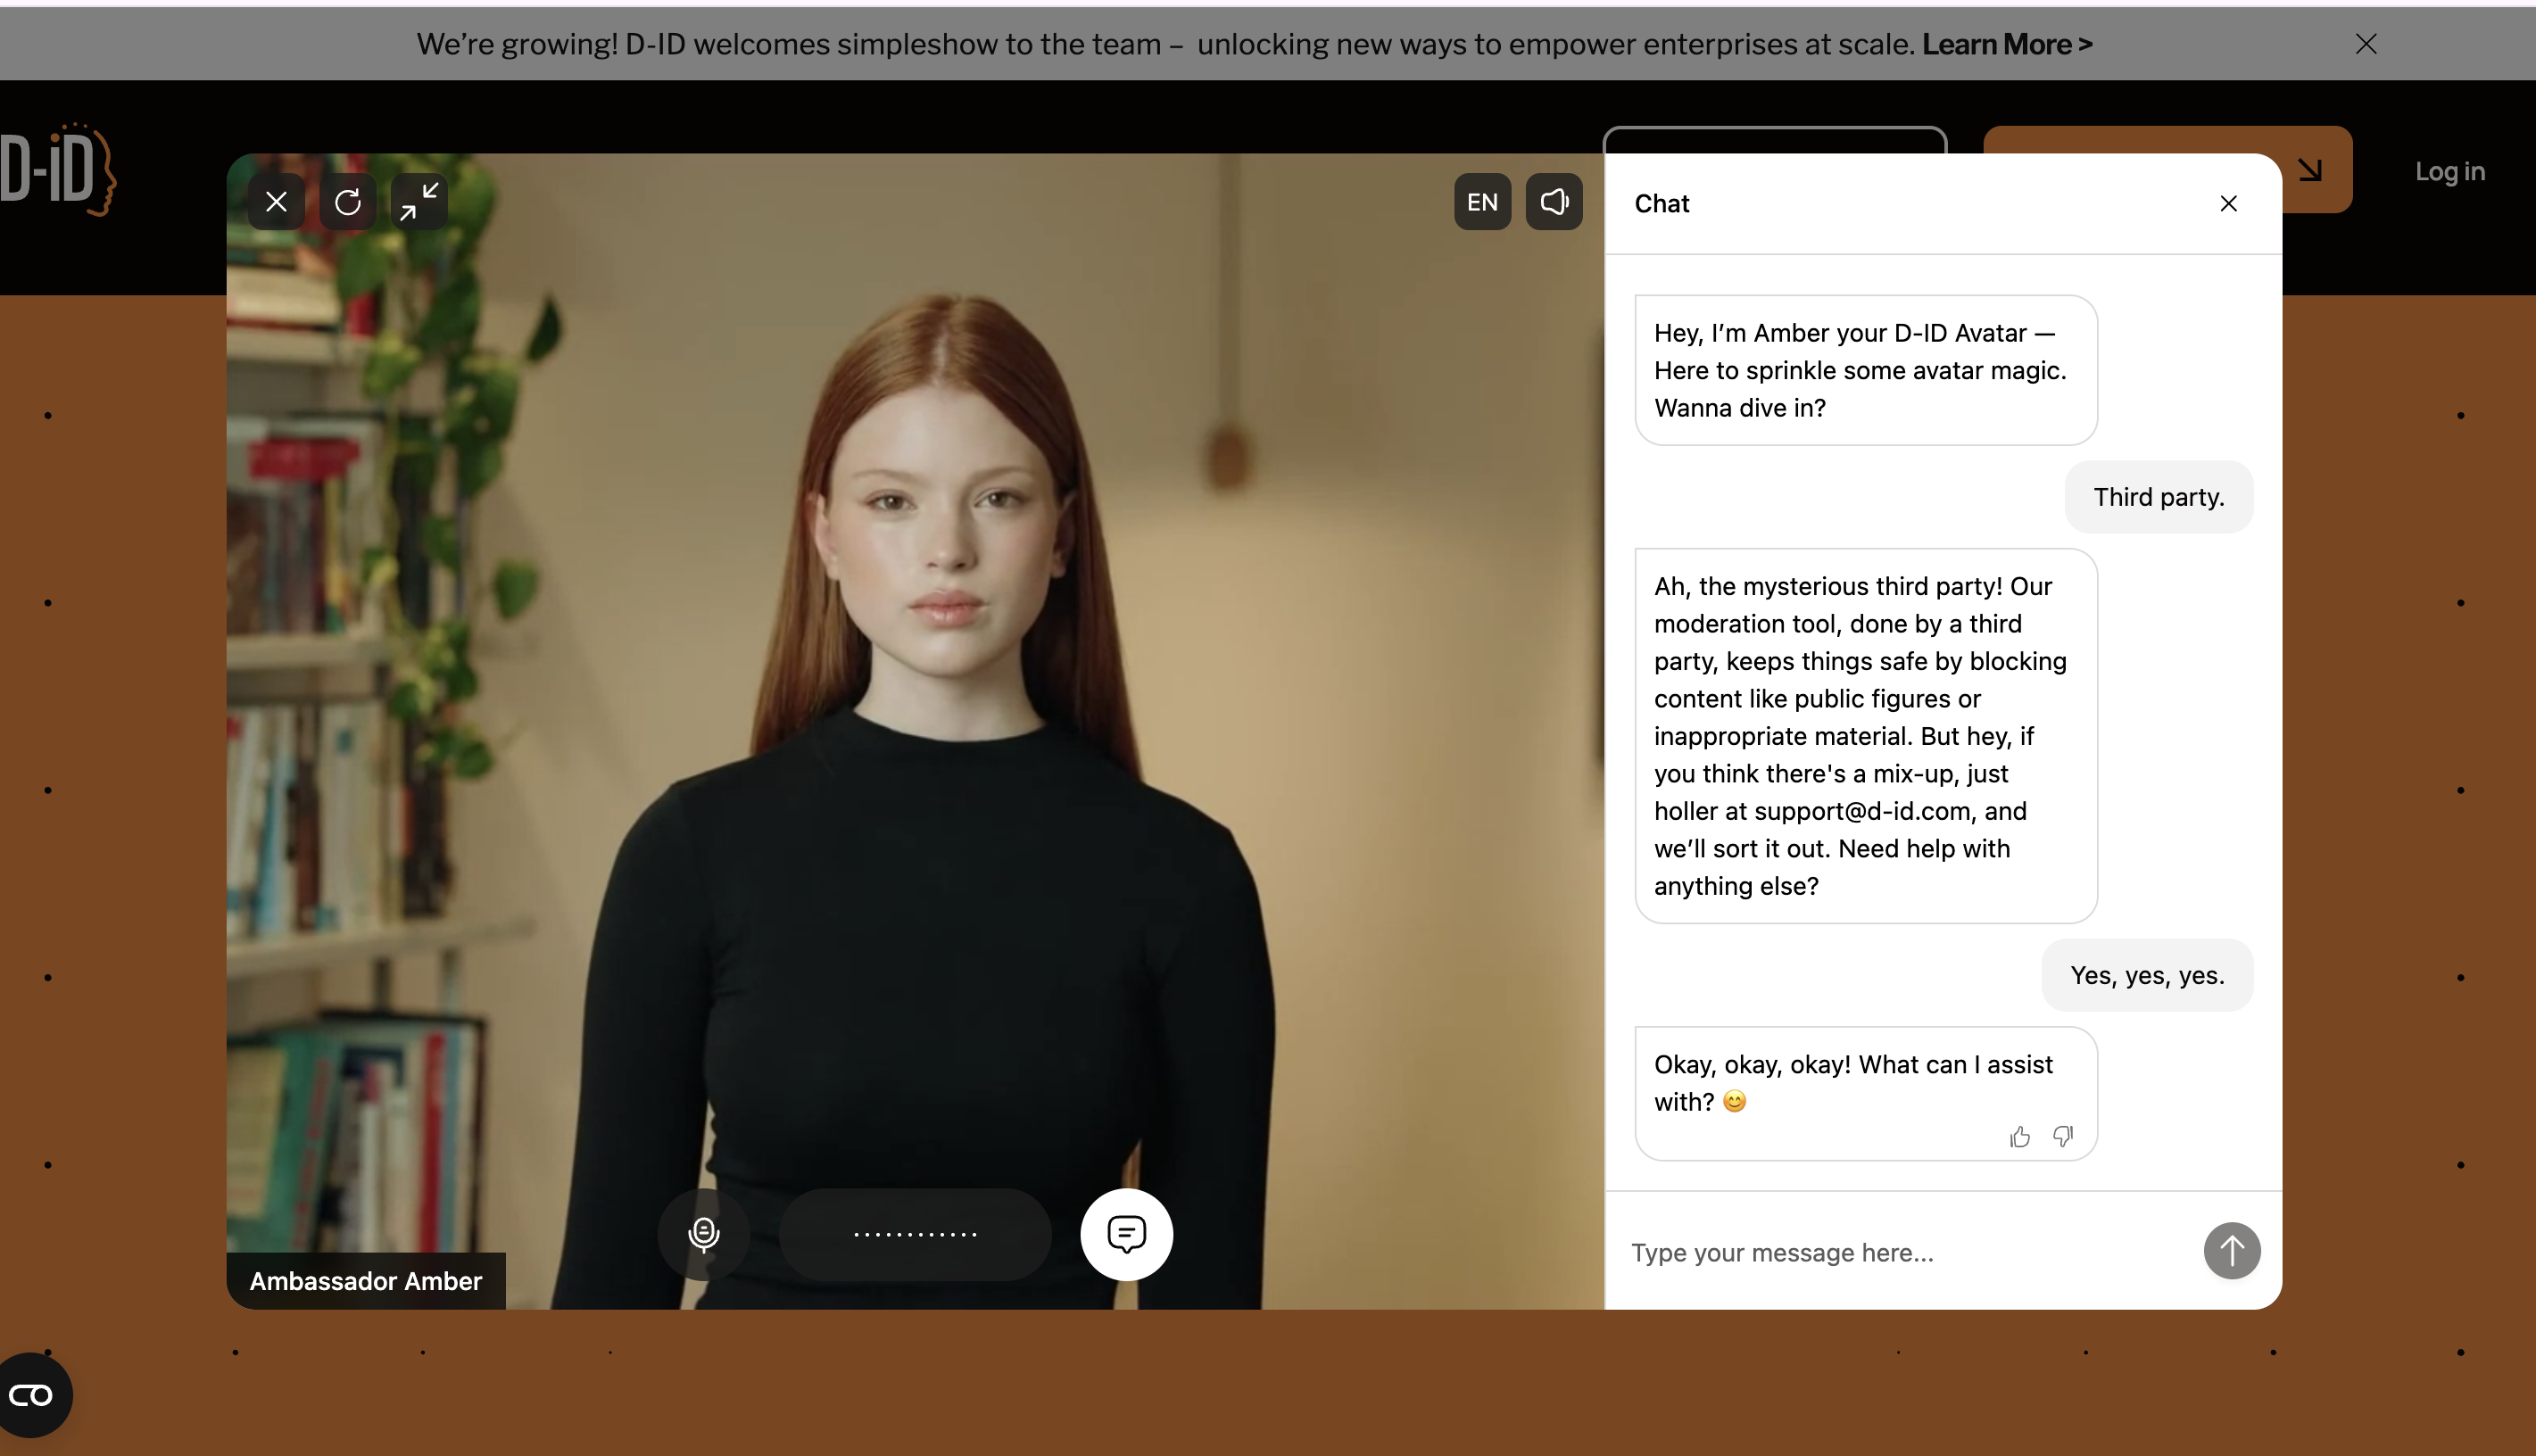 We’re growing! D-ID welcomes simpleshow to the team – unlocking new ways to empower enterprises at scale. Learn More >
D-iD
Log in
EN
Chat
Hey, I’m Amber your D-ID Avatar —
Here to sprinkle some avatar magic.
Wanna dive in?
Third party.
Ah, the mysterious third party! Our
moderation tool, done by a third
party, keeps things safe by blocking
content like public figures or
inappropriate material. But hey, if
you think there's a mix-up, just
holler at support@d-id.com, and
we’ll sort it out. Need help with
anything else?
Yes, yes, yes.
Okay, okay, okay! What can I assist
with? 😊
Type your message here...
Ambassador Amber